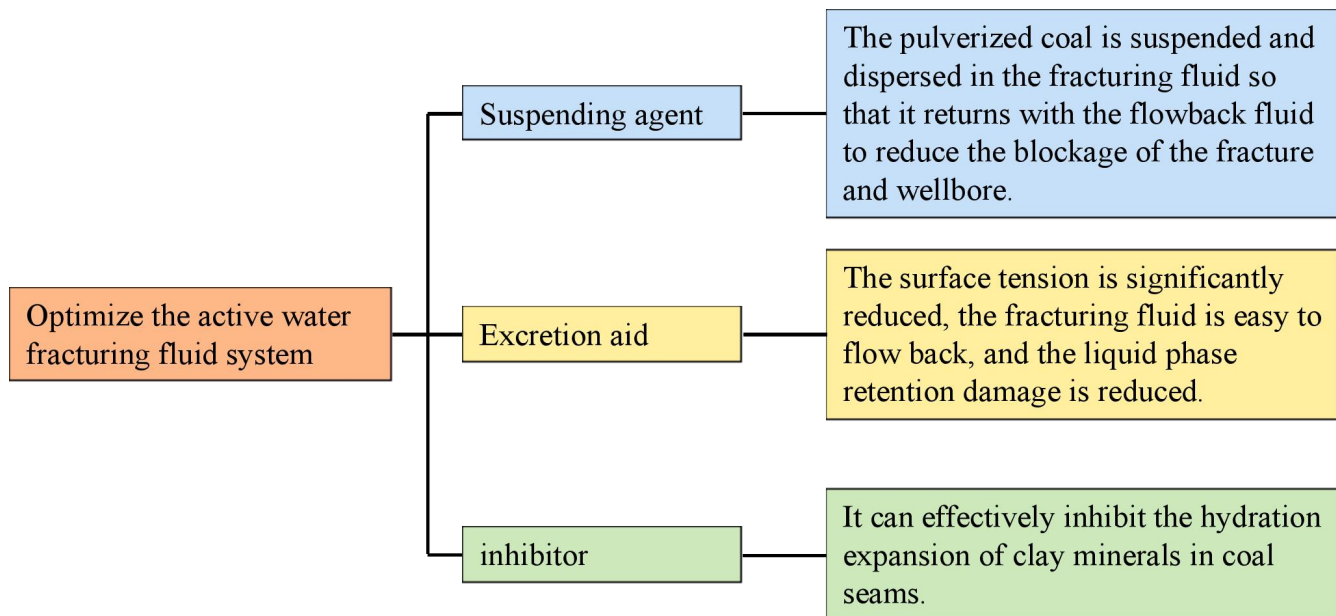 Optimize the active water
fracturing fluid system
Suspending agent
The pulverized coal is suspended and
dispersed in the fracturing fluid so
that it returns with the flowback fluid
to reduce the blockage of the fracture
and wellbore.
Excretion aid
The surface tension is significantly
reduced, the fracturing fluid is easy to
flow back, and the liquid phase
retention damage is reduced.
inhibitor
It can effectively inhibit the hydration
expansion of clay minerals in coal
seams.